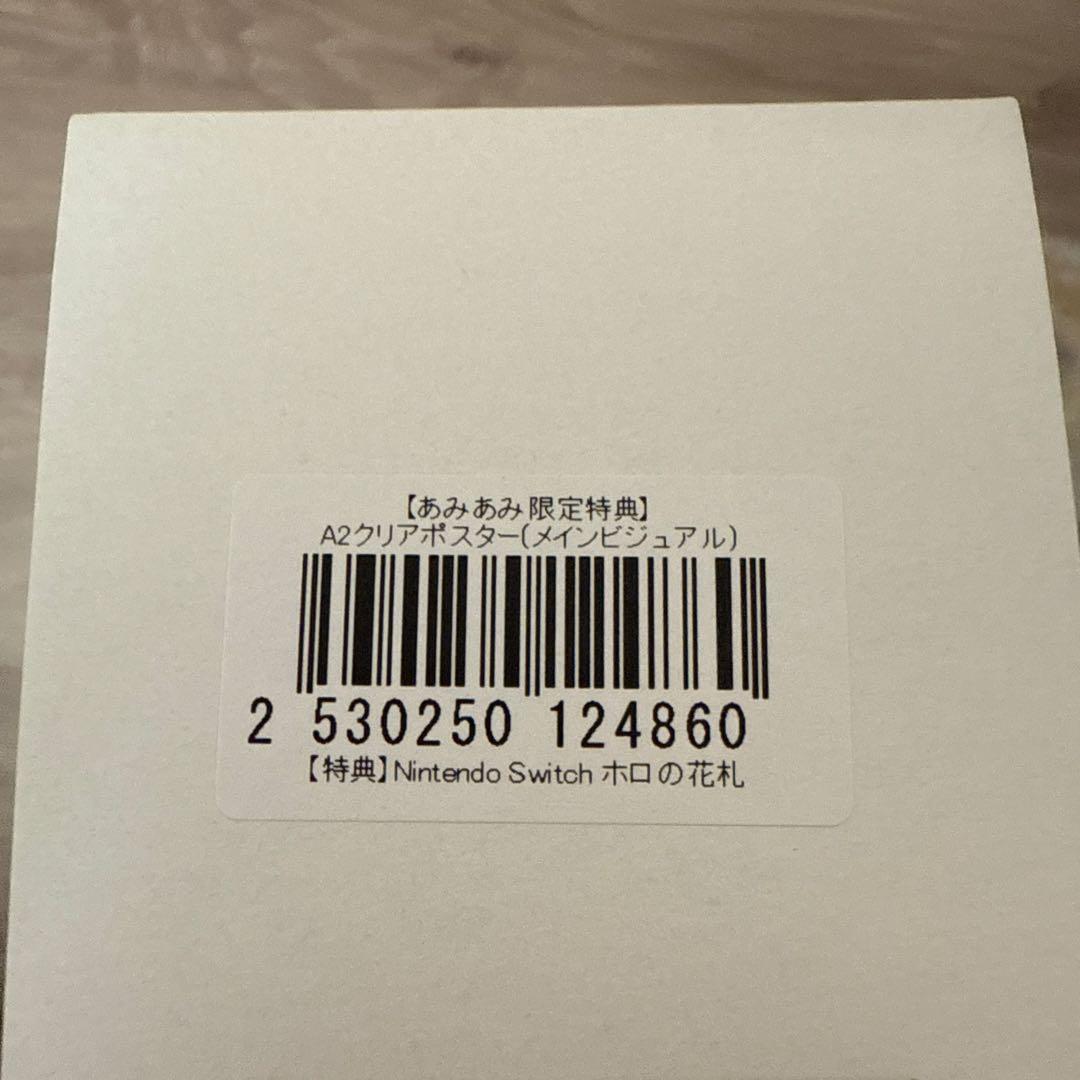 【あみあみ限定特典】
A2クリアポスター(メインビジュアル)
2 530250 124860
【特典】Nintendo Switch ホロの花札